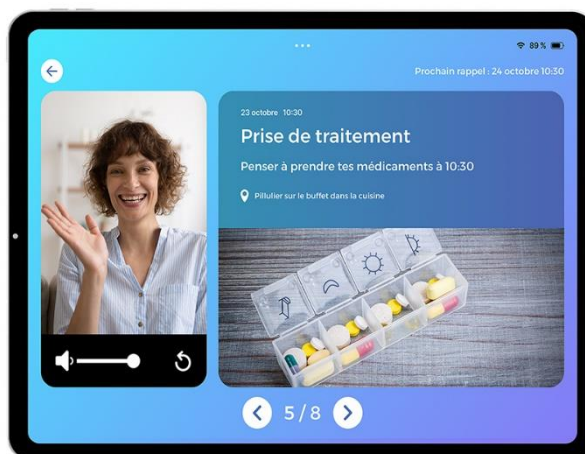 89 %
Prochain rappel : 24 octobre 10:30
23 octobre 10:30
Prise de traitement
Penser à prendre tes médicaments à 10:30
Pillulier sur le buffet dans la cuisine
5 / 8